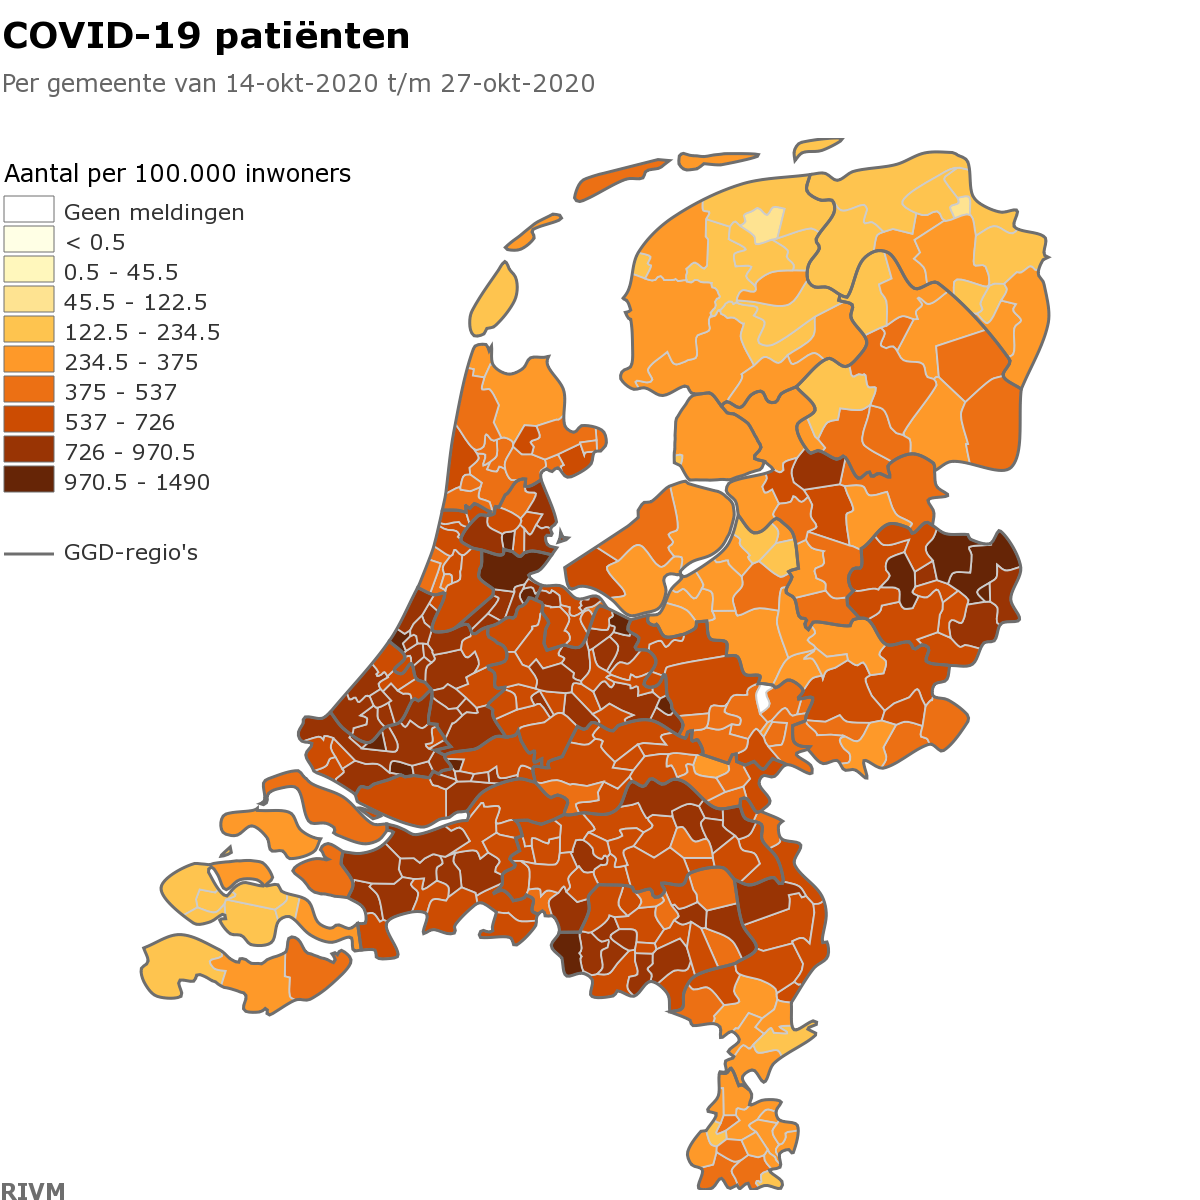 COVID-19 patiënten
Per gemeente van 14-okt-2020 t/m 27-okt-2020
Aantal per 100.000 inwoners
Geen meldingen
< 0.5
0.5 - 45.5
45.5 - 122.5
122.5 - 234.5
234.5 - 375
375 - 537
537 - 726
726 - 970.5
970.5 - 1490
GGD-regio's
RIVM